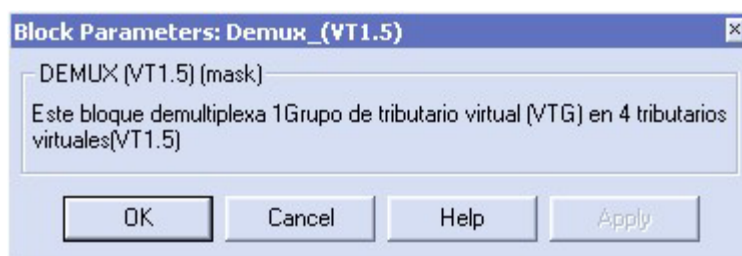 Block Parameters: Demux_(VT1.5)
DEMUX (VT1.5) (mask)
Este bloque demultiplexa 1Grupo de tributario virtual (VTG) en 4 tributarios
virtuales(VT1.5)
OK Cancel Help Apply